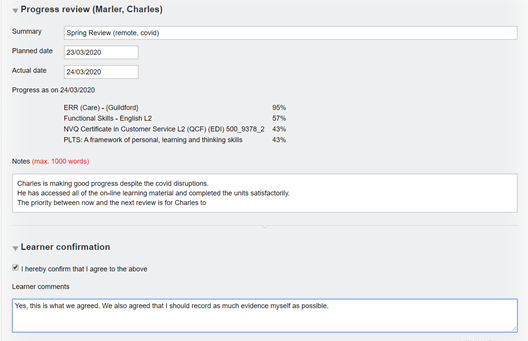 Progress review (Marler, Charles)
Summary
Spring Review (remote, covid)
Planned date
23/03/2020
Actual date
24/03/2020
Progress as on 24/03/2020
ERR (Care) - {Guildford} 95%
Functional Skills - English L2 57%
NVQ Certificate in Customer Service L2 (QCF) (EDI) 500_9378_2 43%
PLTS: A framework of personal, learning and thinking skills 43%
Notes (max. 1000 words)
Charles is making good progress despite the covid disruptions.
He has accessed all of the on-line learning material and completed the units satisfactorily.
The priority between now and the next review is for Charles to
Learner confirmation
I hereby confirm that I agree to the above
Learner comments
Yes, this is what we agreed. We also agreed that I should record as much evidence myself as possible.